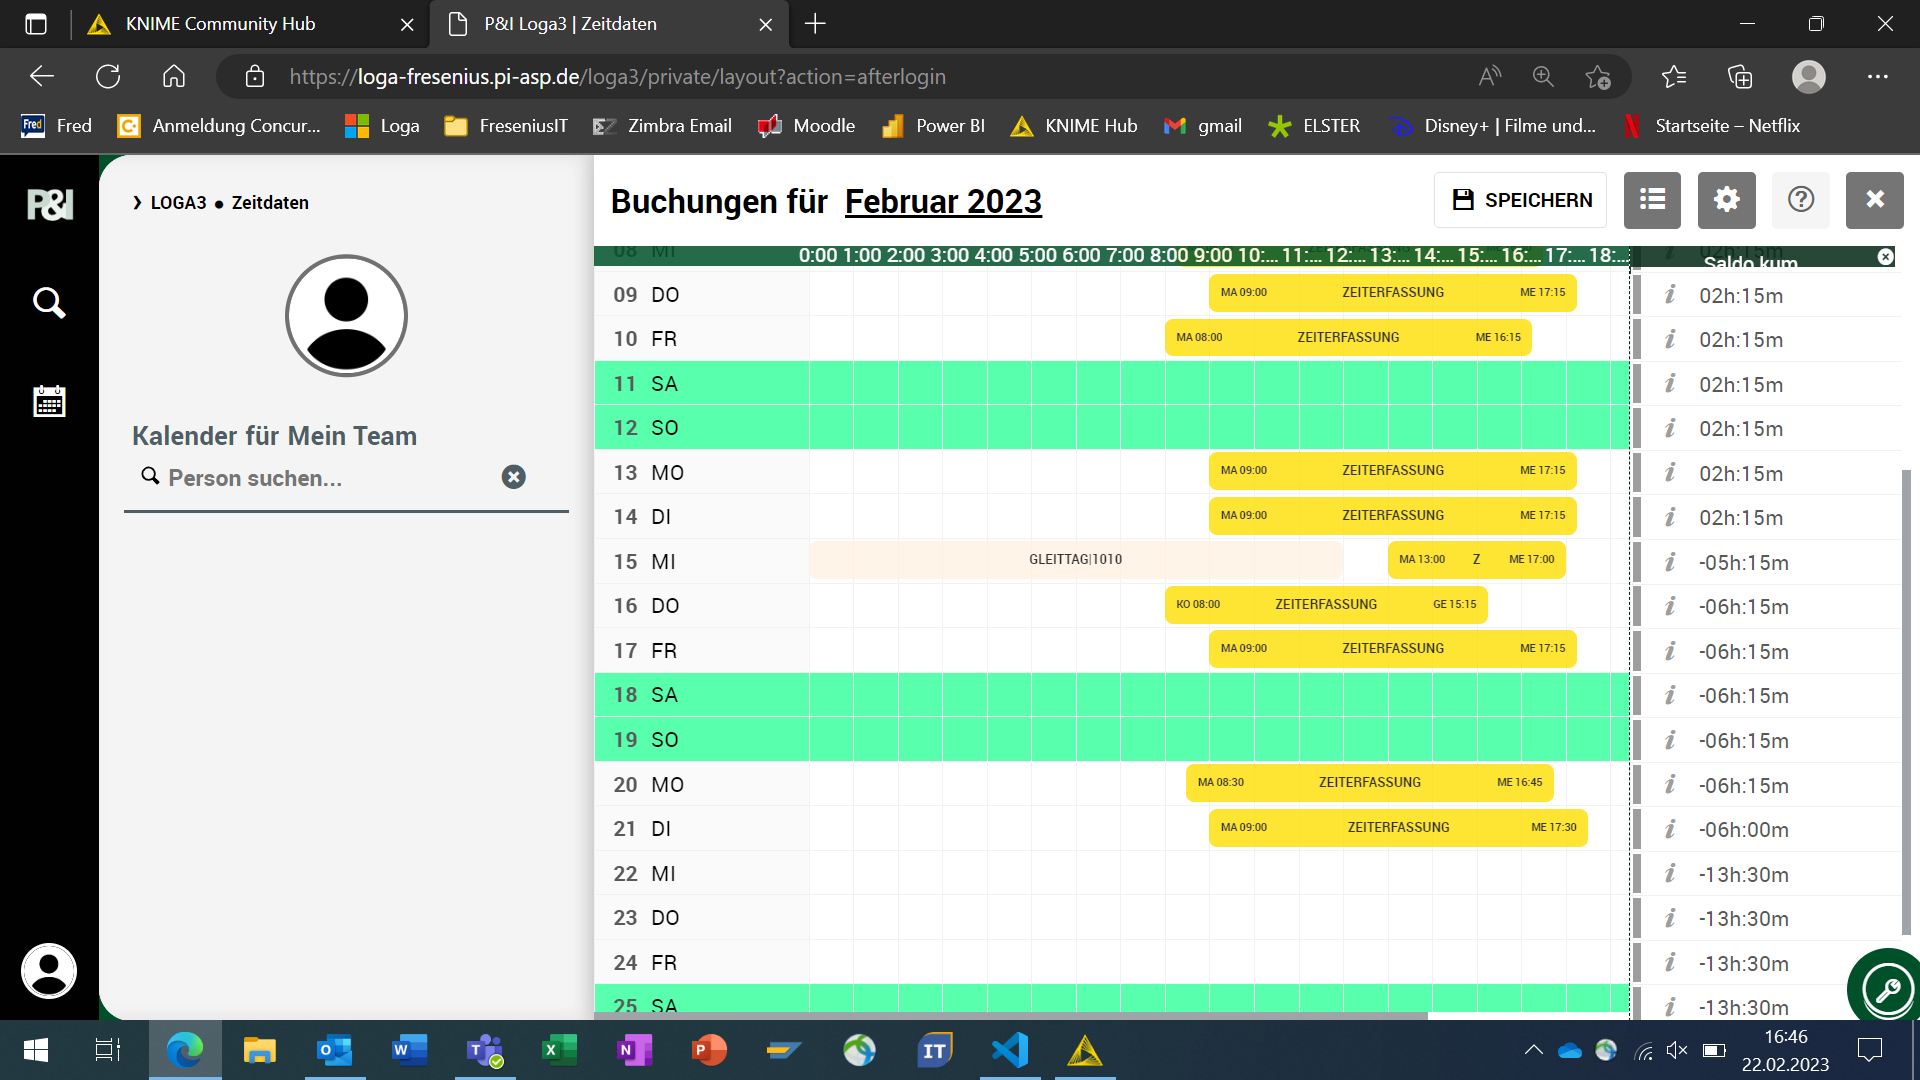 KNIME Community Hub
P&I Loga3 | Zeitdaten
https://loga-fresenius.pi-asp.de/loga3/private/layout?action=afterlogin
Fred Anmeldung Concur... Loga FreseniusIT Zimbra Email Moodle Power BI KNIME Hub gmail ELSTER Disney+ | Filme und... Startseite – Netflix
P&I
LOGA3 • Zeitdaten
Kalender für Mein Team
Person suchen...
Buchungen für Februar 2023
SPEICHERN
08 MI 0:00 1:00 2:00 3:00 4:00 5:00 6:00 7:00 8:00 9:00 10:... 11:... 12:... 13:... 14:... 15:... 16:... 17:... 18:... Saldo kum
09 DO MA 09:00 ZEITERFASSUNG ME 17:15 i 02h:15m
10 FR MA 08:00 ZEITERFASSUNG ME 16:15 i 02h:15m
11 SA i 02h:15m
12 SO i 02h:15m
13 MO MA 09:00 ZEITERFASSUNG ME 17:15 i 02h:15m
14 DI MA 09:00 ZEITERFASSUNG ME 17:15 i 02h:15m
15 MI GLEITTAG|1010 MA 13:00 Z ME 17:00 i -05h:15m
16 DO KO 08:00 ZEITERFASSUNG GE 15:15 i -06h:15m
17 FR MA 09:00 ZEITERFASSUNG ME 17:15 i -06h:15m
18 SA i -06h:15m
19 SO i -06h:15m
20 MO MA 08:30 ZEITERFASSUNG ME 16:45 i -06h:15m
21 DI MA 09:00 ZEITERFASSUNG ME 17:30 i -06h:00m
22 MI i -13h:30m
23 DO i -13h:30m
24 FR i -13h:30m
25 SA i -13h:30m
16:46
22.02.2023